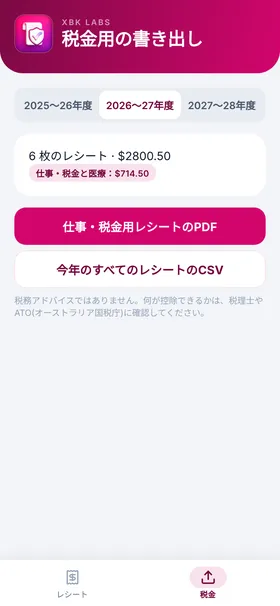 XBK LABS
税金用の書き出し
2025〜26年度 2026〜27年度 2027〜28年度
6 枚のレシート · $2800.50
仕事・税金と医療：$714.50
仕事・税金用レシートのPDF
今年のすべてのレシートのCSV
税務アドバイスではありません。何が控除できるかは、税理士や
ATO(オーストラリア国税庁)に確認してください。
レシート 税金